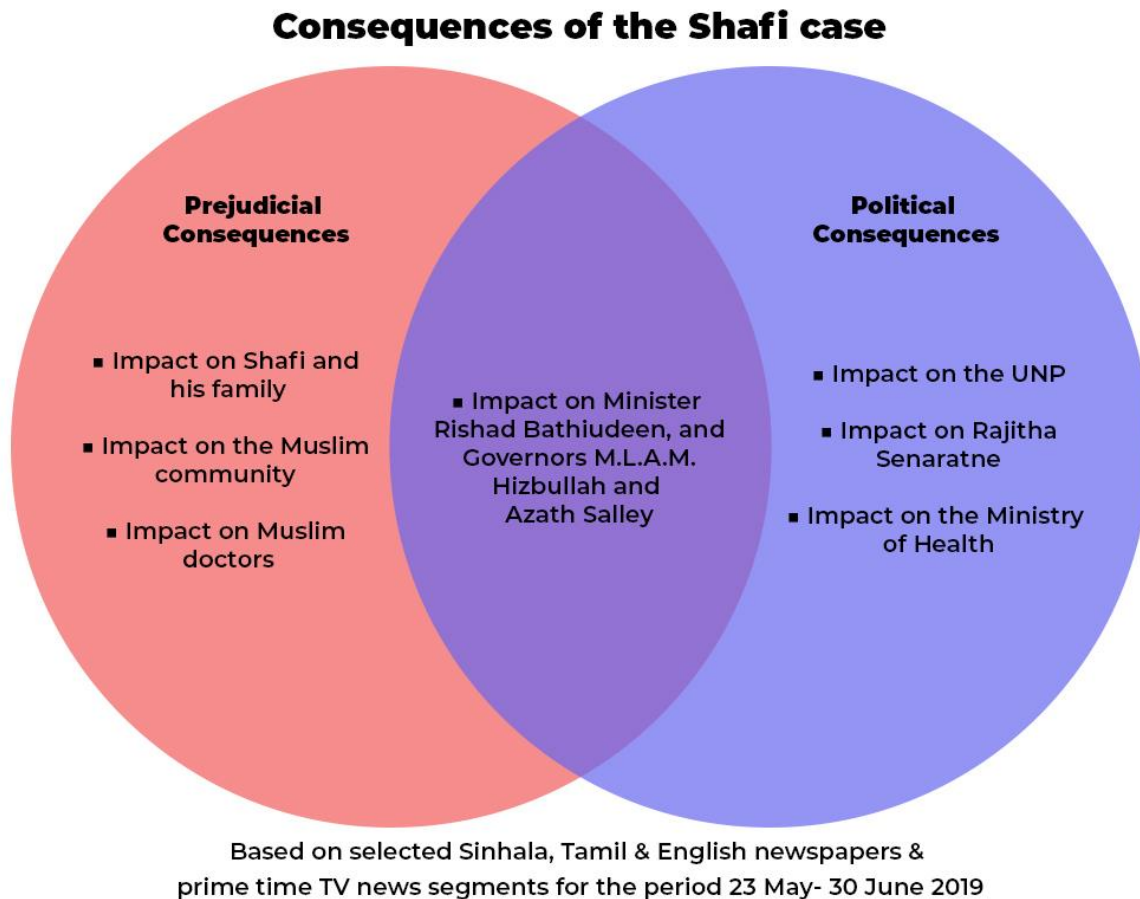 Consequences of the Shafi case
Prejudicial
Consequences
▪ Impact on Shafi and
his family
▪ Impact on the Muslim
community
▪ Impact on Muslim
doctors
▪ Impact on Minister
Rishad Bathiudeen, and
Governors M.L.A.M.
Hizbullah and
Azath Salley
Political
Consequences
▪ Impact on the UNP
▪ Impact on Rajitha
Senaratne
▪ Impact on the Ministry
of Health
Based on selected Sinhala, Tamil & English newspapers &
prime time TV news segments for the period 23 May- 30 June 2019